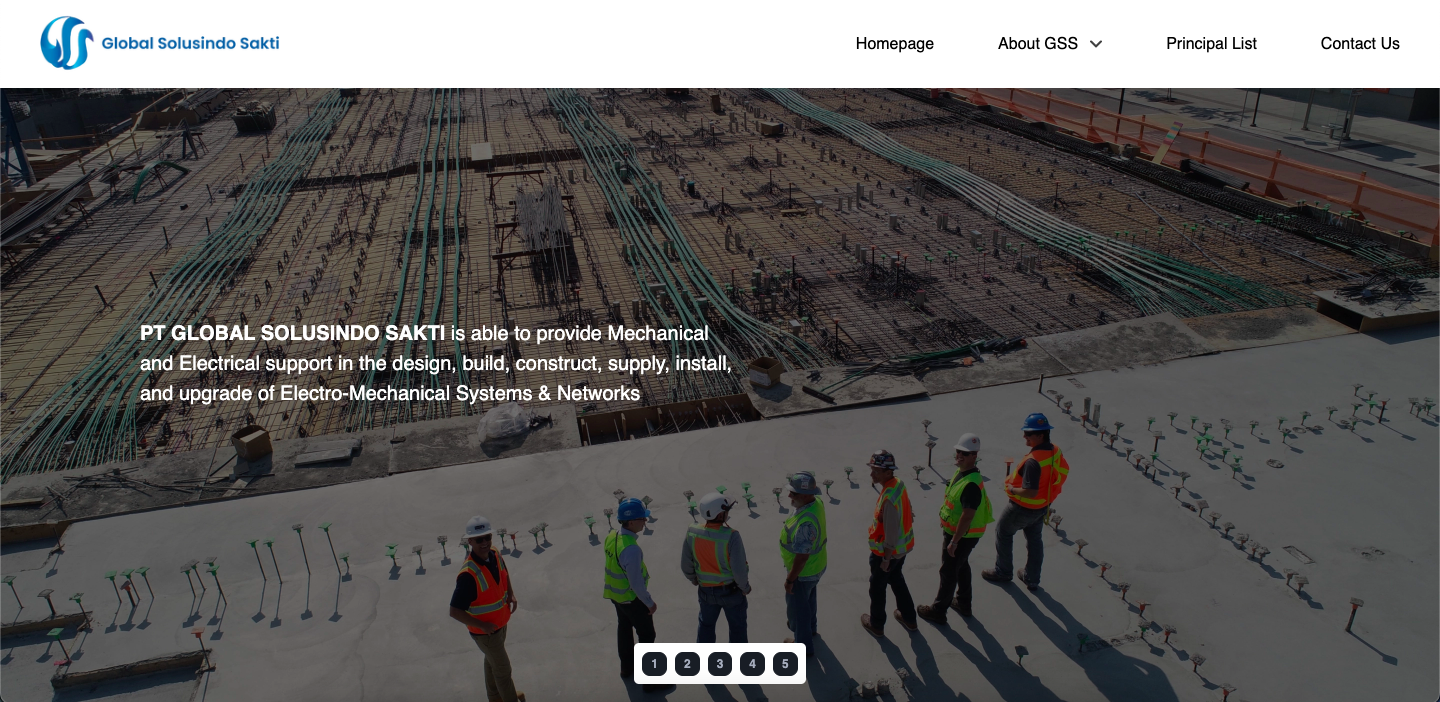 Global Solusindo Sakti
Homepage
About GSS
Principal List
Contact Us
PT GLOBAL SOLUSINDO SAKTI is able to provide Mechanical
and Electrical support in the design, build, construct, supply, install,
and upgrade of Electro-Mechanical Systems & Networks
1 2 3 4 5